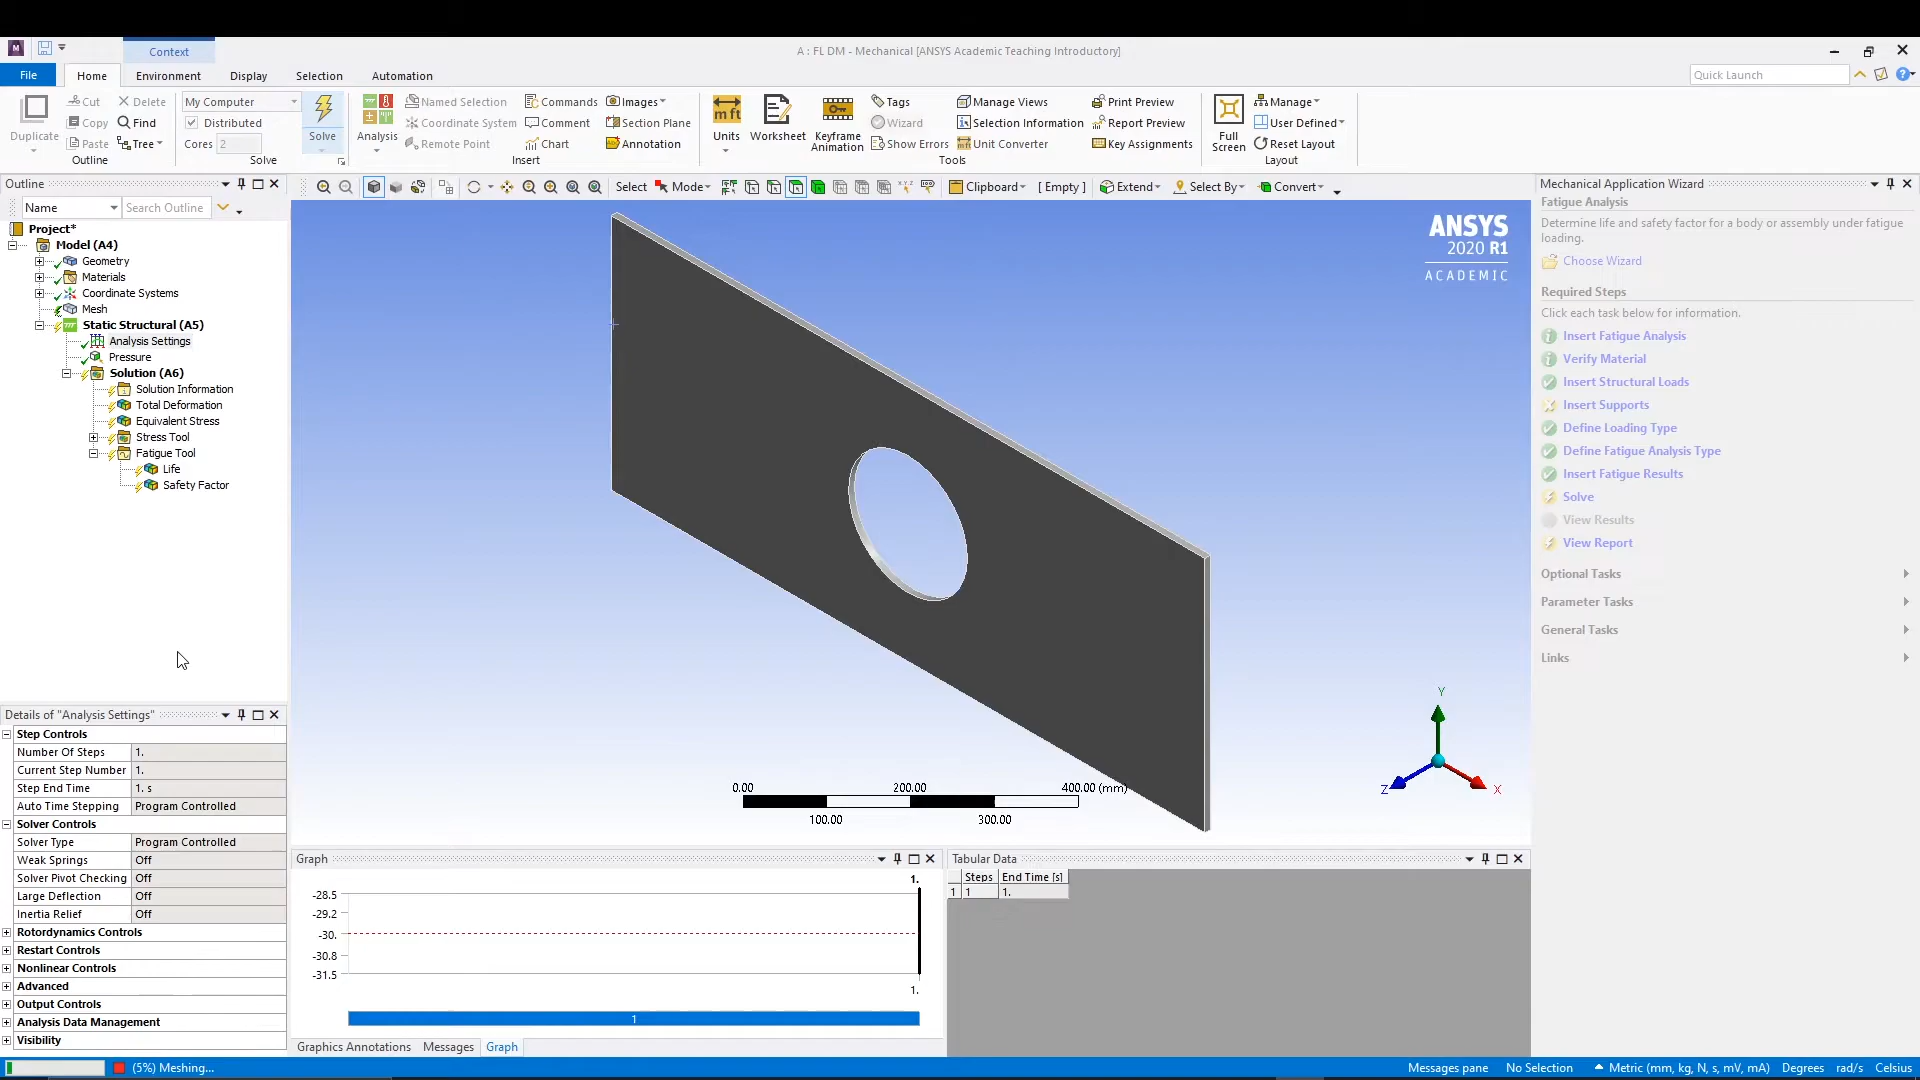 Context
A : FL DM - Mechanical [ANSYS Academic Teaching Introductory]
File
Home
Environment
Display
Selection
Automation
Quick Launch
Duplicate
Cut
Copy
Paste
Delete
Find
Tree
Outline
My Computer
Distributed
Cores 2
Solve
Solve
Analysis
Named Selection
Coordinate System
Remote Point
Commands
Comment
Chart
Images
Section Plane
Annotation
Insert
Units
Worksheet
Keyframe
Animation
Tags
Wizard
Show Errors
Manage Views
Selection Information
Unit Converter
Print Preview
Report Preview
Key Assignments
Tools
Full
Screen
Manage
User Defined
Reset Layout
Layout
Outline
Name
Search Outline
Project*
Model (A4)
Geometry
Materials
Coordinate Systems
Mesh
Static Structural (A5)
Analysis Settings
Pressure
Solution (A6)
Solution Information
Total Deformation
Equivalent Stress
Stress Tool
Fatigue Tool
Life
Safety Factor
Select
Mode
Clipboard
[ Empty ]
Extend
Select By
Convert
ANSYS
2020 R1
ACADEMIC
0.00
200.00
400.00 (mm)
100.00
300.00
Y
Z
X
Mechanical Application Wizard
Fatigue Analysis
Determine life and safety factor for a body or assembly under fatigue
loading.
Choose Wizard
Required Steps
Click each task below for information.
Insert Fatigue Analysis
Verify Material
Insert Structural Loads
Insert Supports
Define Loading Type
Define Fatigue Analysis Type
Insert Fatigue Results
Solve
View Results
View Report
Optional Tasks
Parameter Tasks
General Tasks
Links
Details of "Analysis Settings"
Step Controls
Number Of Steps 1.
Current Step Number 1.
Step End Time 1. s
Auto Time Stepping Program Controlled
Solver Controls
Solver Type Program Controlled
Weak Springs Off
Solver Pivot Checking Off
Large Deflection Off
Inertia Relief Off
Rotordynamics Controls
Restart Controls
Nonlinear Controls
Advanced
Output Controls
Analysis Data Management
Visibility
Graph
1.
-28.5
-29.2
-30.
-30.8
-31.5
1.
1
Graphics Annotations
Messages
Graph
Tabular Data
Steps End Time [s]
1 1 1.
(5%) Meshing...
Messages pane
No Selection
Metric (mm, kg, N, s, mV, mA)
Degrees
rad/s
Celsius